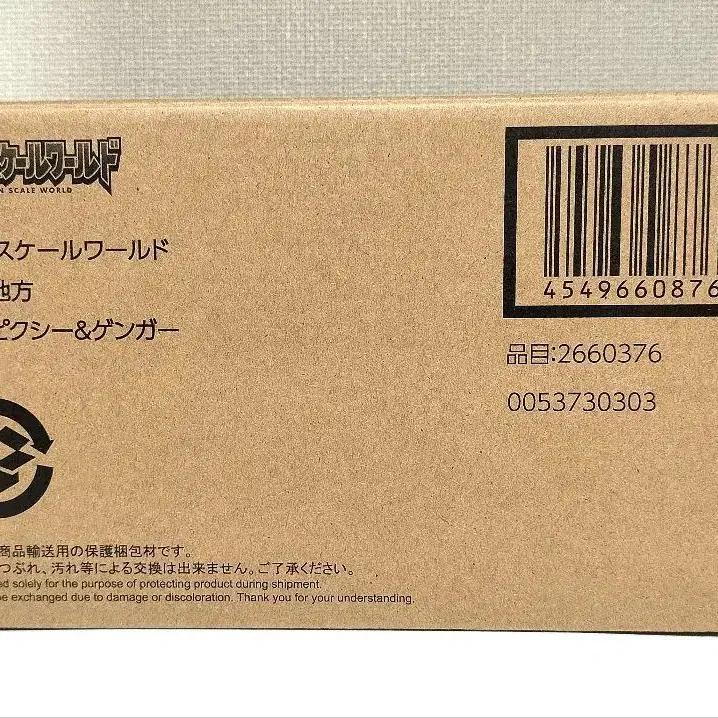 ケールワールド
N SCALE WORLD
スケールワールド
地方
ピクシー&ゲンガー
4549660876
品目:2660376
0053730303
商品輸送用の保護梱包材です。
つぶれ、汚れ等による交換は出来ません。ご了承ください。
ed solely for the purpose of protecting product during shipment.
be exchanged due to damage or discoloration. Thank you for your understanding.